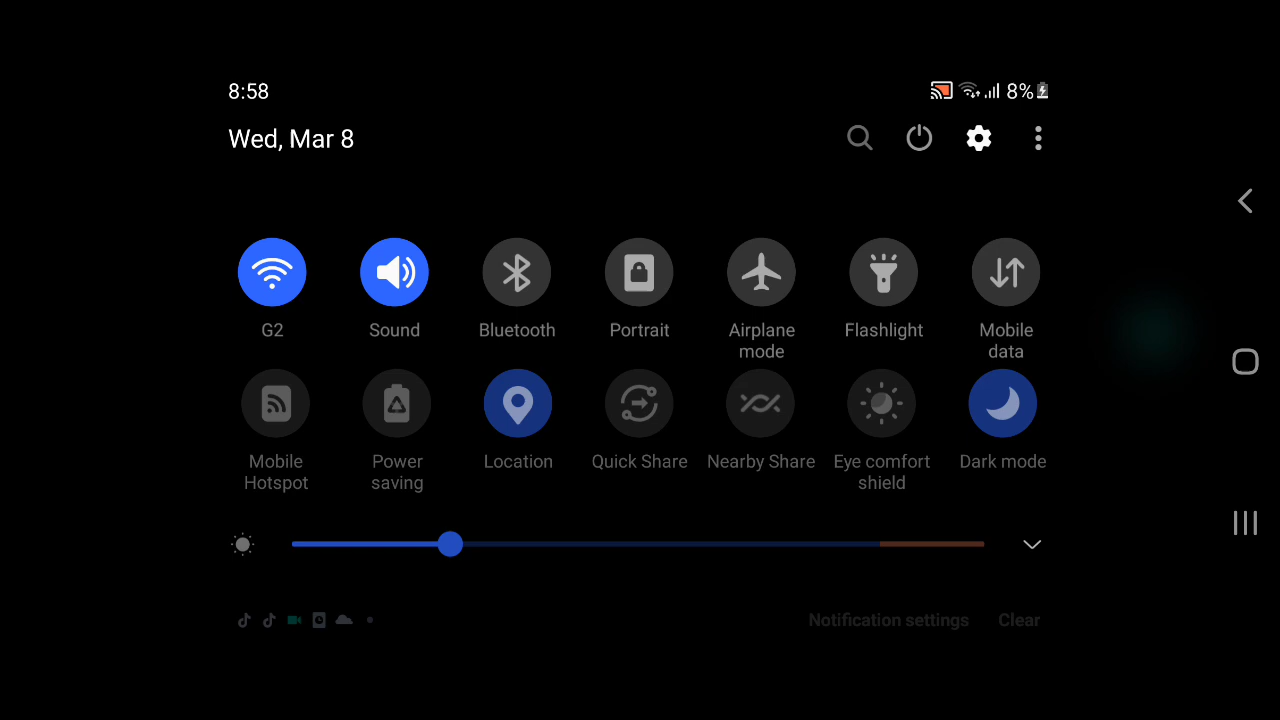 8:58
8%
Wed, Mar 8
G2
Sound
Bluetooth
Portrait
Airplane
mode
Flashlight
Mobile
data
Mobile
Hotspot
Power
saving
Location
Quick Share
Nearby Share
Eye comfort
shield
Dark mode
Notification settings
Clear